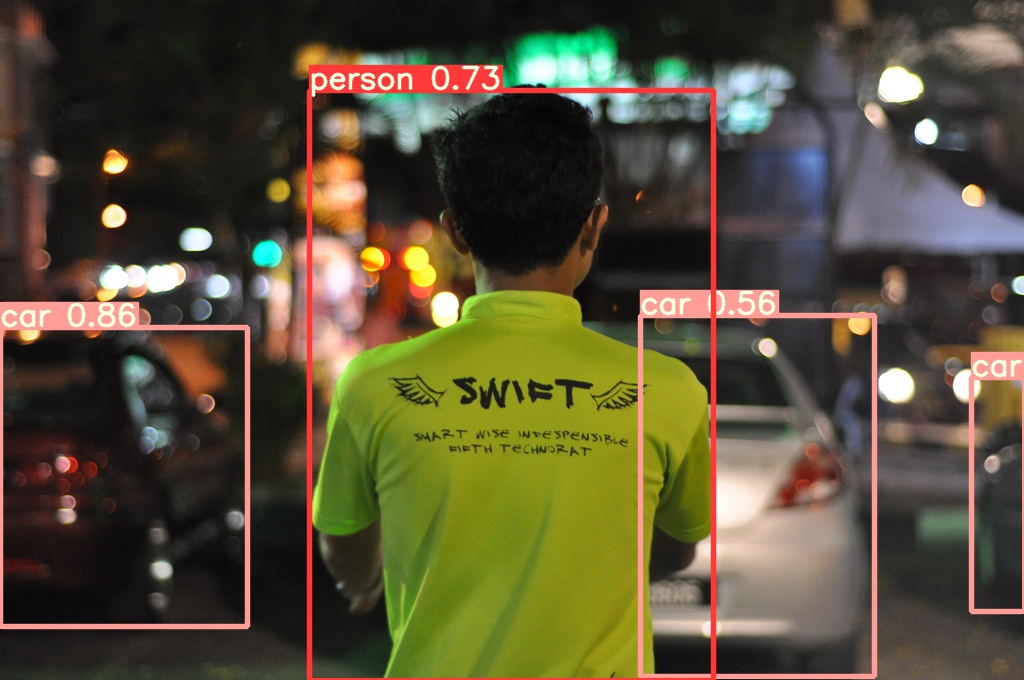 person 0.73
car 0.56
car 0.86
car
SWIFT
SMART WISE INDESPENSIBLE
FIFTH TECHNORAT